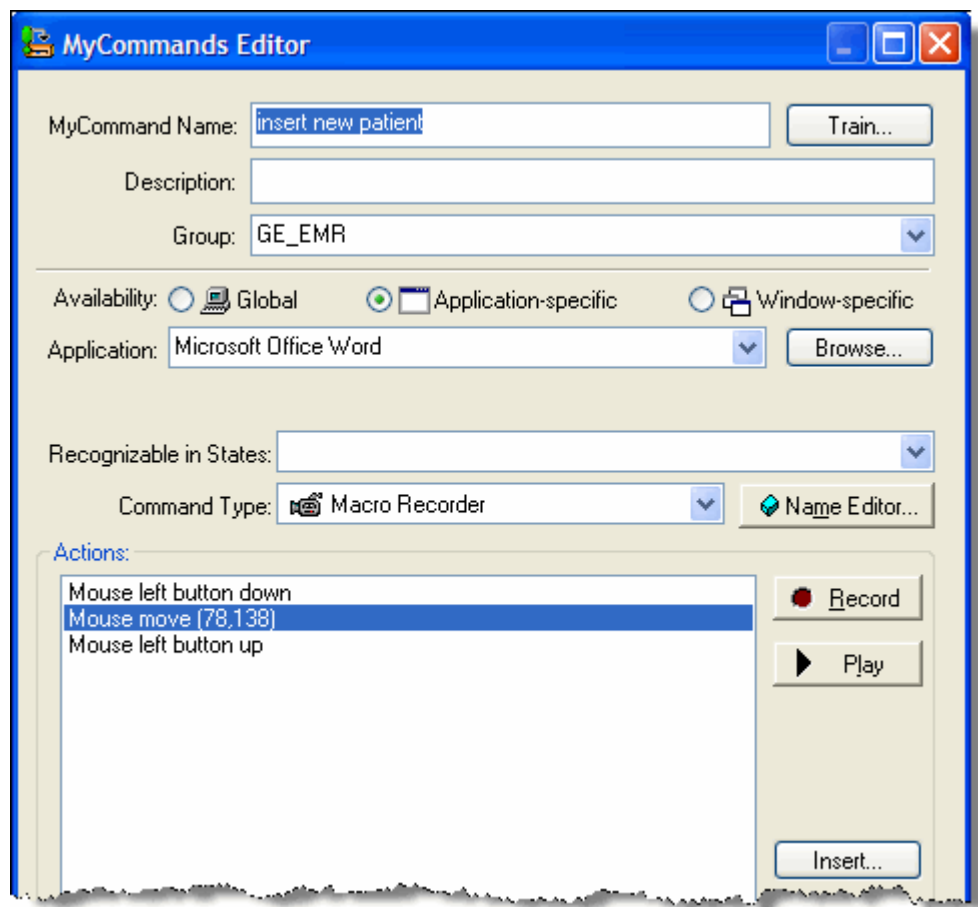 MyCommands Editor
MyCommand Name: insert new patient Train...
Description:
Group: GE_EMR
Availability: Global Application-specific Window-specific
Application: Microsoft Office Word Browse...
Recognizable in States:
Command Type: Macro Recorder Name Editor...
Actions:
Mouse left button down
Mouse move (78,138)
Mouse left button up
Record
Play
Insert...